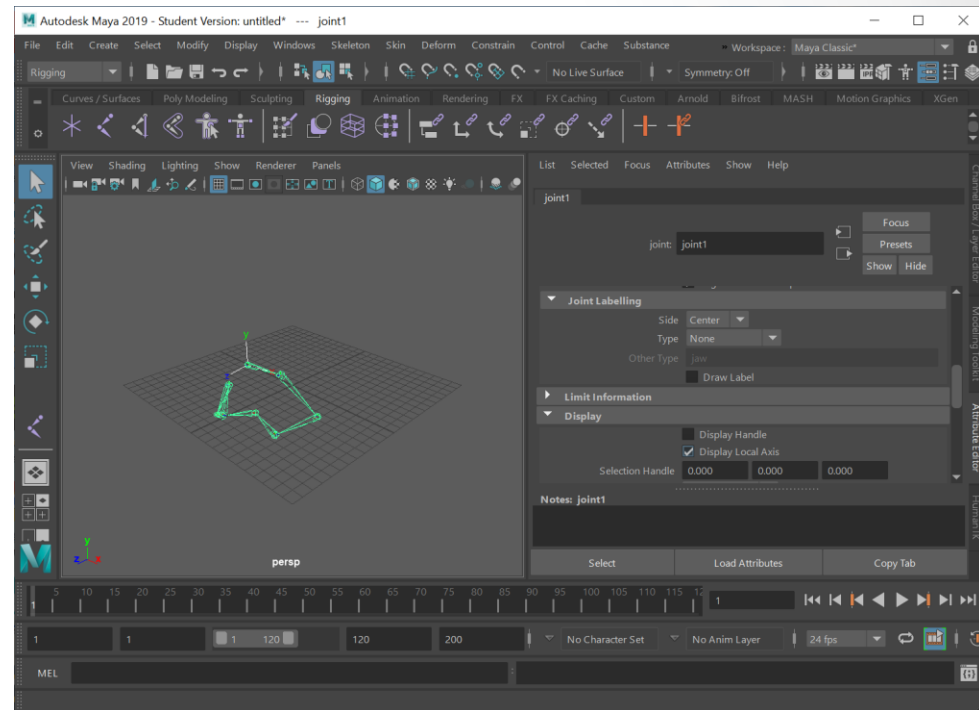 Autodesk Maya 2019 - Student Version: untitled* --- joint1
File Edit Create Select Modify Display Windows Skeleton Skin Deform Constrain Control Cache Substance Workspace : Maya Classic*
Rigging No Live Surface Symmetry: Off
Curves / Surfaces Poly Modeling Sculpting Rigging Animation Rendering FX FX Caching Custom Arnold Bifrost MASH Motion Graphics XGen
View Shading Lighting Show Renderer Panels
List Selected Focus Attributes Show Help
joint1
Focus
joint: joint1
Presets
Show Hide
Joint Labelling
Side Center
Type None
Other Type jaw
Draw Label
Limit Information
Display
Display Handle
Display Local Axis
Selection Handle 0.000 0.000 0.000
Notes: joint1
Select Load Attributes Copy Tab
Channel Box / Layer Editor
Modeling Toolkit
Attribute Editor
HumanIK
y
y
z x
persp
5 10 15 20 25 30 35 40 45 50 55 60 65 70 75 80 85 90 95 100 105 110 115 12
1 1
1 1 1 120 120 200 No Character Set No Anim Layer 24 fps
MEL